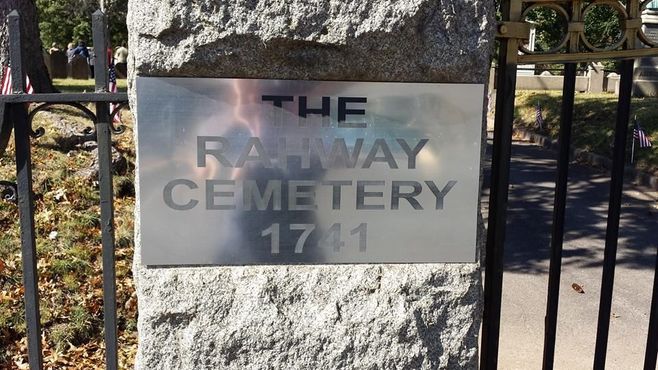 THE
RAHWAY
CEMETERY
1741